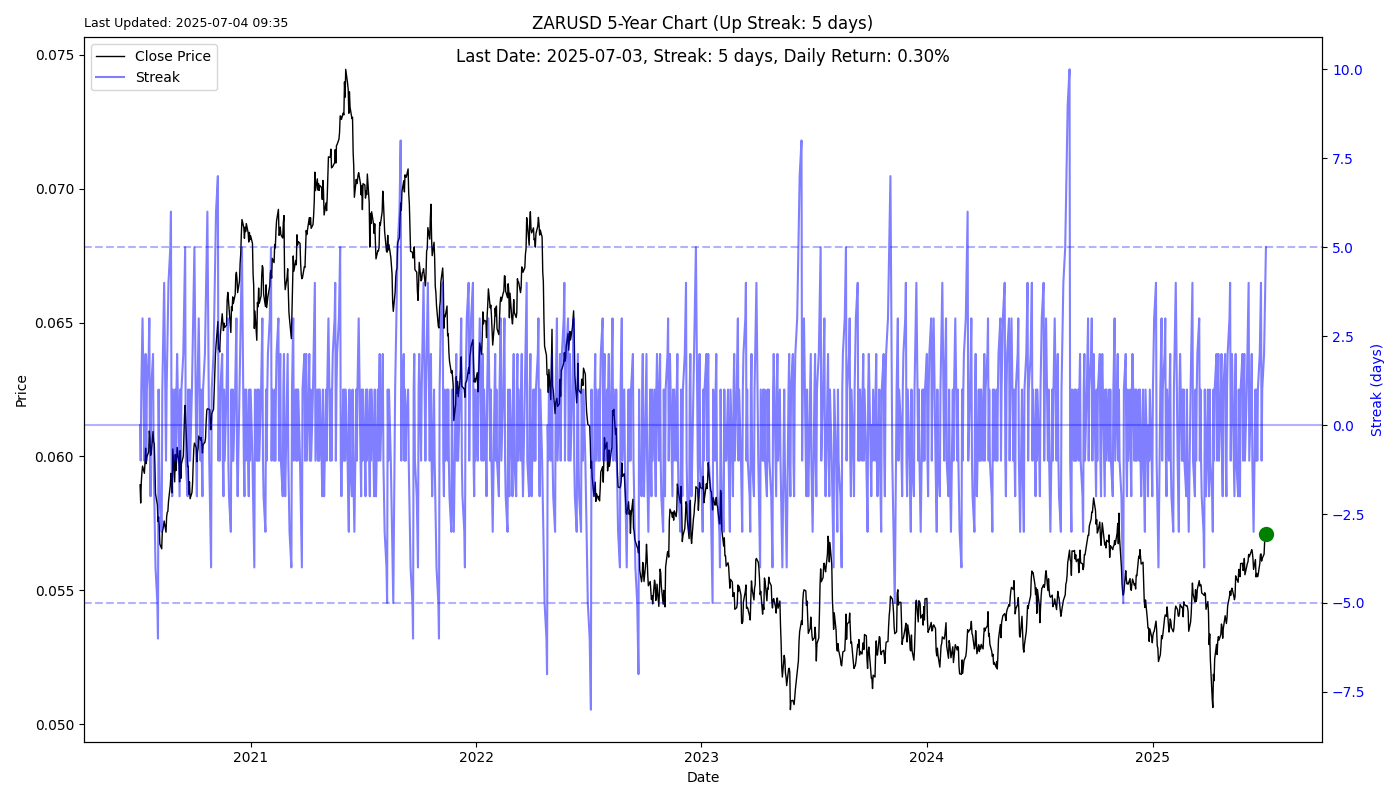 Last Updated: 2025-07-04 09:35
ZARUSD 5-Year Chart (Up Streak: 5 days)
Last Date: 2025-07-03, Streak: 5 days, Daily Return: 0.30%
Close Price
Streak
0.075
0.070
0.065
0.060
0.055
0.050
Price
10.0
7.5
5.0
2.5
0.0
−2.5
−5.0
−7.5
Streak (days)
2021
2022
2023
2024
2025
Date